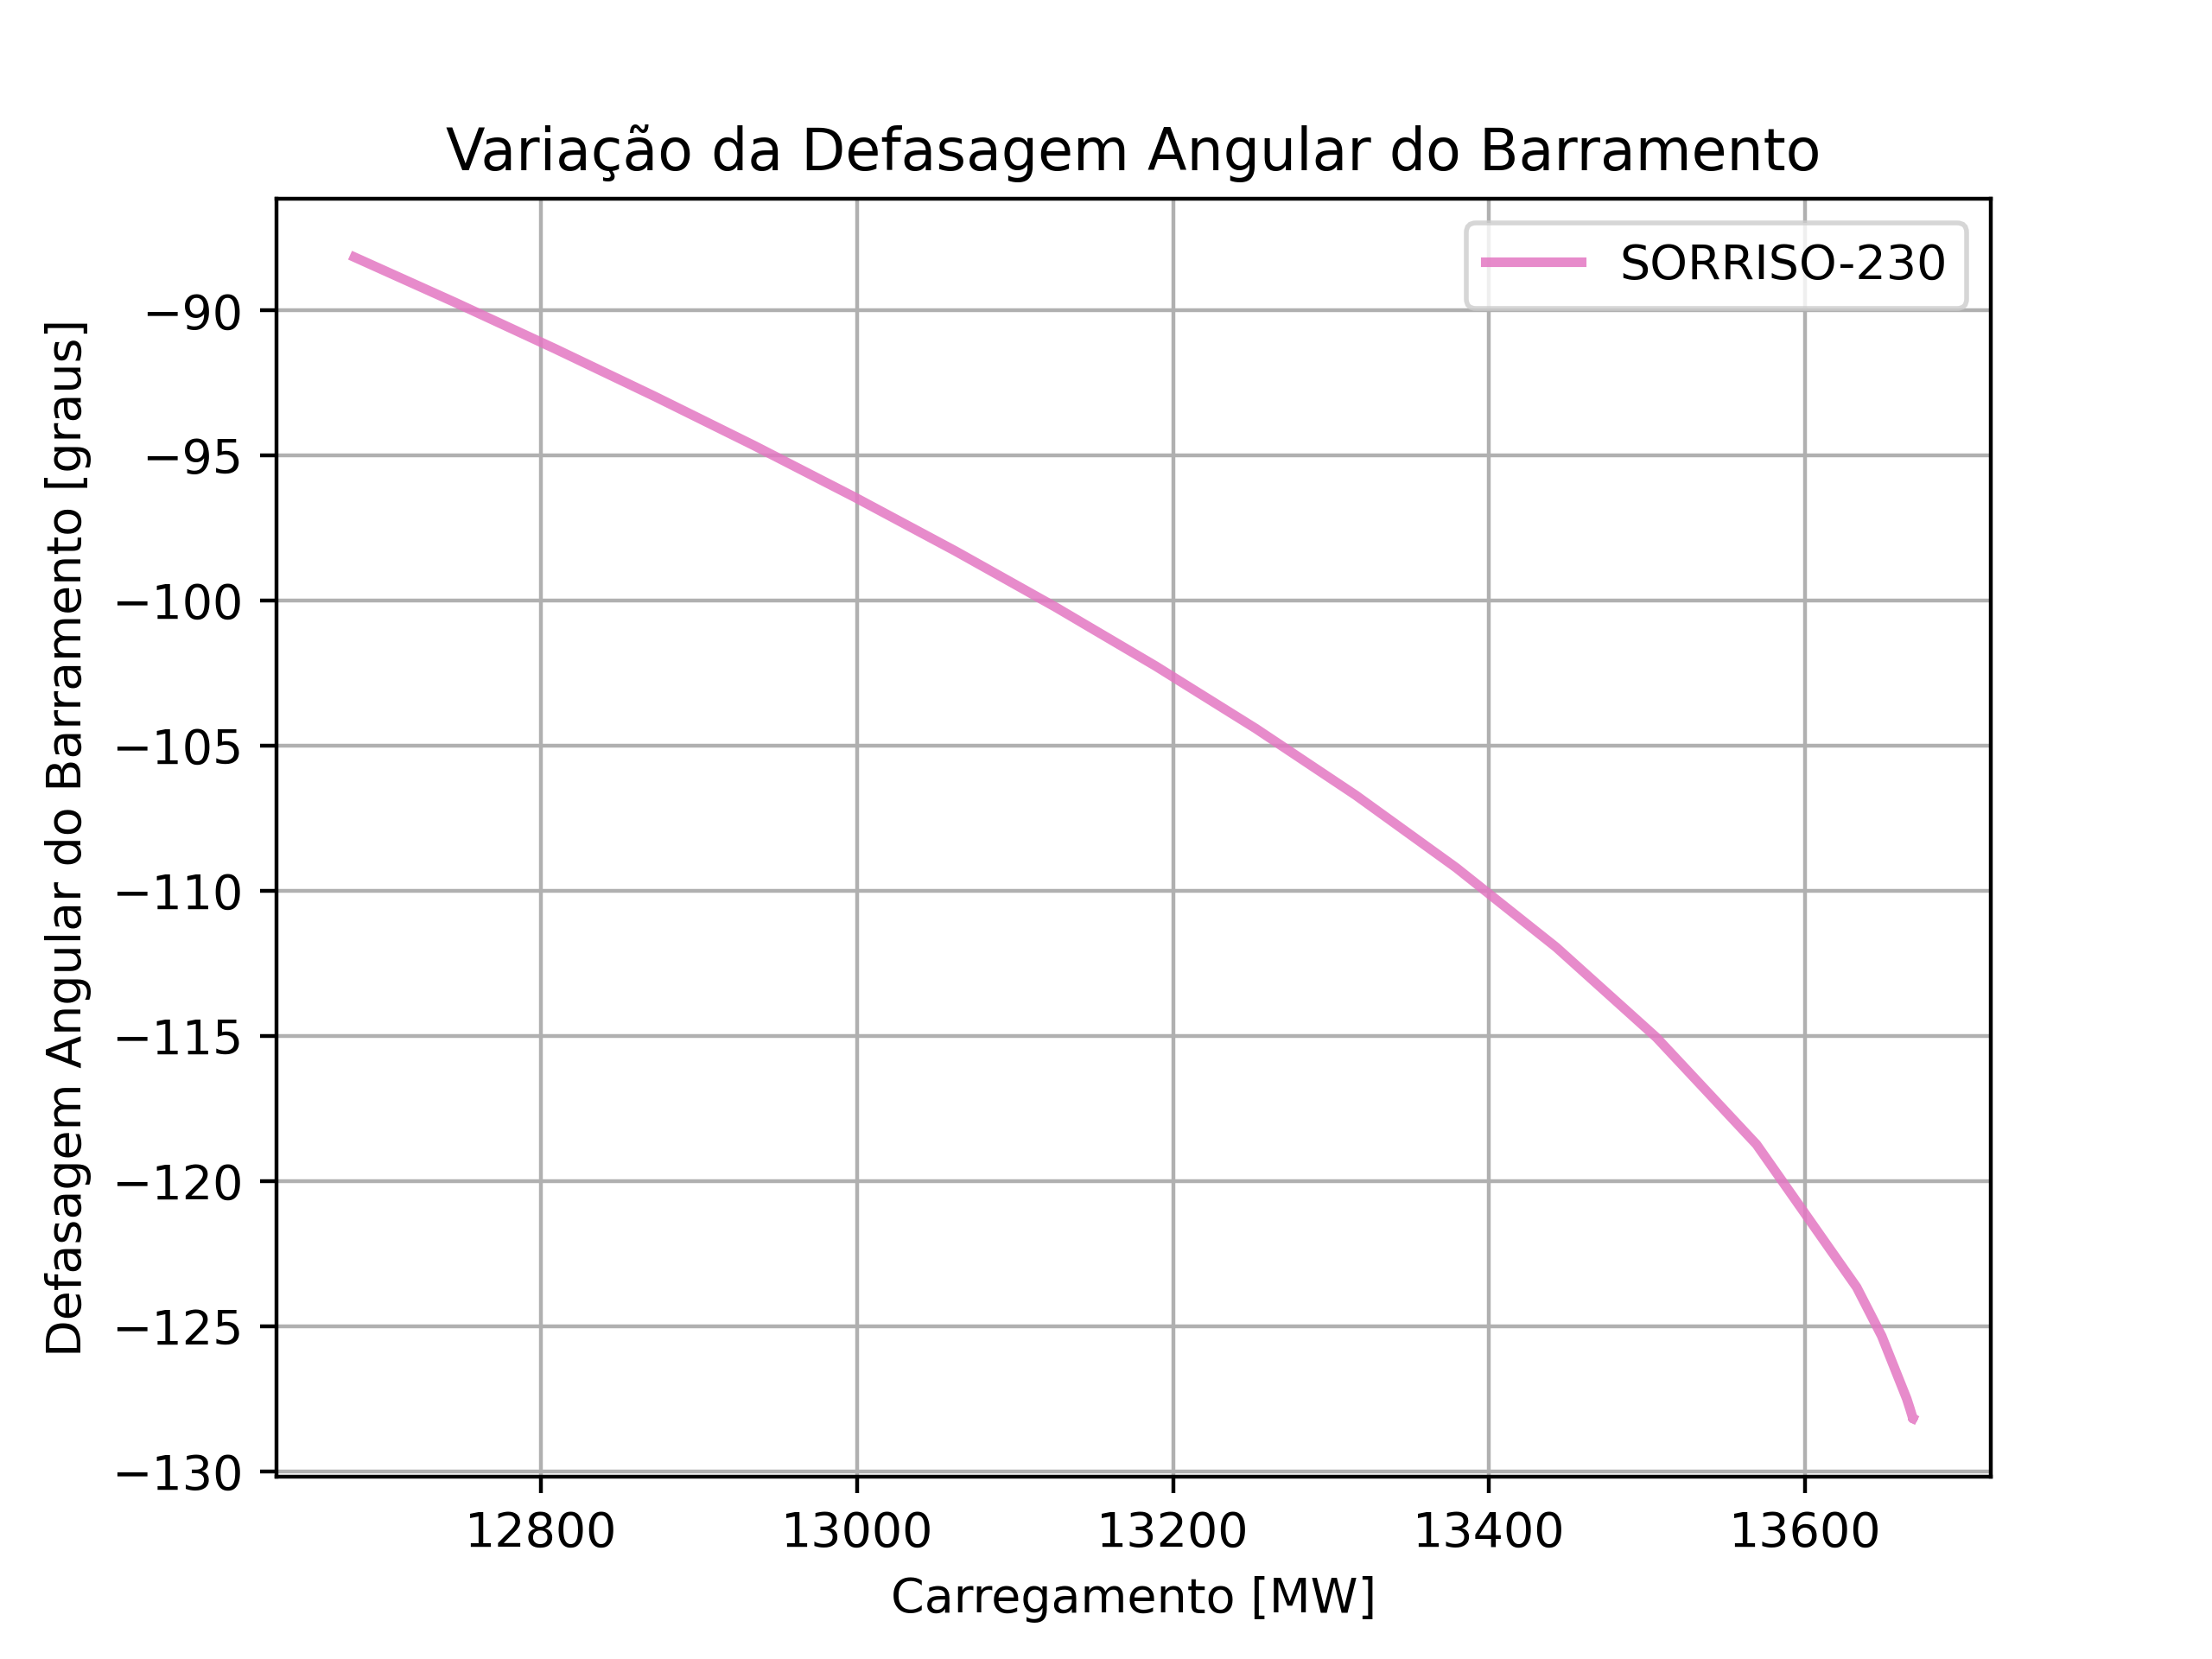 Variação da Defasagem Angular do Barramento
SORRISO-230
Defasagem Angular do Barramento [graus]
−90
−95
−100
−105
−110
−115
−120
−125
−130
12800 13000 13200 13400 13600
Carregamento [MW]